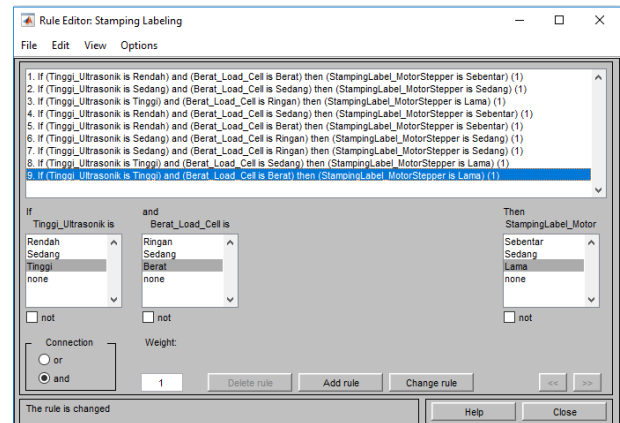 Rule Editor: Stamping Labeling
File Edit View Options
1. If (Tinggi_Ultrasonik is Rendah) and (Berat_Load_Cell is Berat) then (StampingLabel_MotorStepper is Sebentar) (1)
2. If (Tinggi_Ultrasonik is Sedang) and (Berat_Load_Cell is Sedang) then (StampingLabel_MotorStepper is Sedang) (1)
3. If (Tinggi_Ultrasonik is Tinggi) and (Berat_Load_Cell is Ringan) then (StampingLabel_MotorStepper is Lama) (1)
4. If (Tinggi_Ultrasonik is Rendah) and (Berat_Load_Cell is Sedang) then (StampingLabel_MotorStepper is Sebentar) (1)
5. If (Tinggi_Ultrasonik is Rendah) and (Berat_Load_Cell is Berat) then (StampingLabel_MotorStepper is Sebentar) (1)
6. If (Tinggi_Ultrasonik is Sedang) and (Berat_Load_Cell is Ringan) then (StampingLabel_MotorStepper is Sedang) (1)
7. If (Tinggi_Ultrasonik is Sedang) and (Berat_Load_Cell is Ringan) then (StampingLabel_MotorStepper is Sedang) (1)
8. If (Tinggi_Ultrasonik is Tinggi) and (Berat_Load_Cell is Sedang) then (StampingLabel_MotorStepper is Lama) (1)
9. If (Tinggi_Ultrasonik is Tinggi) and (Berat_Load_Cell is Berat) then (StampingLabel_MotorStepper is Lama) (1)
If and Then
Tinggi_Ultrasonik is Berat_Load_Cell is StampingLabel_Motor
Rendah Ringan Sebentar
Sedang Sedang Sedang
Tinggi Berat Lama
none none none
not not not
Connection Weight:
or
and 1 Delete rule Add rule Change rule << >>
The rule is changed Help Close